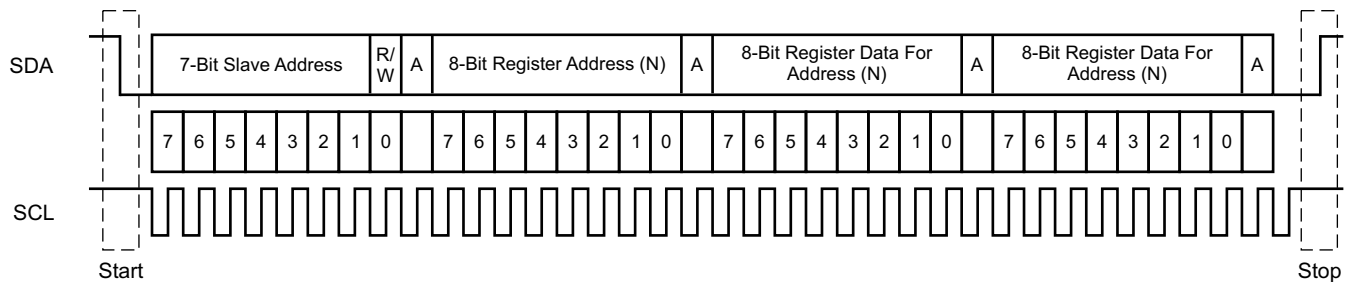 SDA
7-Bit Slave Address
R/
W
A
8-Bit Register Address (N)
A
8-Bit Register Data For
Address (N)
A
8-Bit Register Data For
Address (N)
A
7 6 5 4 3 2 1 0 7 6 5 4 3 2 1 0 7 6 5 4 3 2 1 0 7 6 5 4 3 2 1 0
SCL
Start
Stop